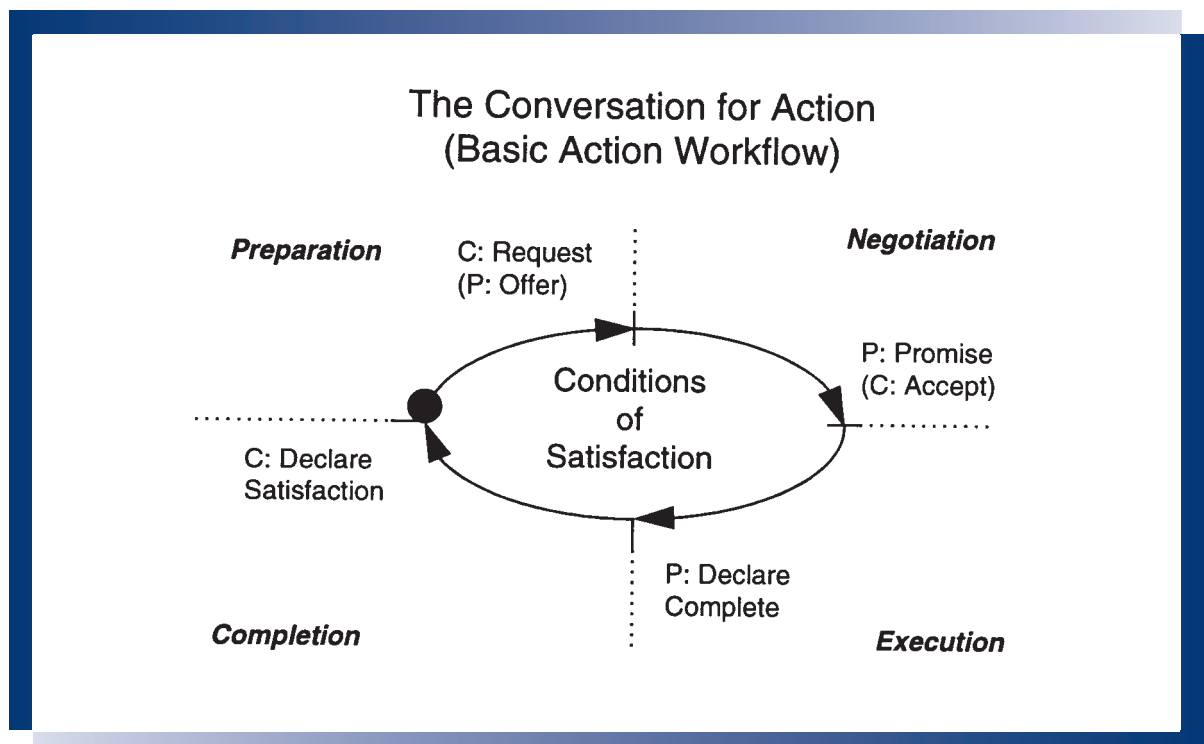 The Conversation for Action
(Basic Action Workflow)
Preparation
C: Request
(P: Offer)
Negotiation
P: Promise
(C: Accept)
Conditions
of
Satisfaction
C: Declare
Satisfaction
P: Declare
Complete
Completion
Execution